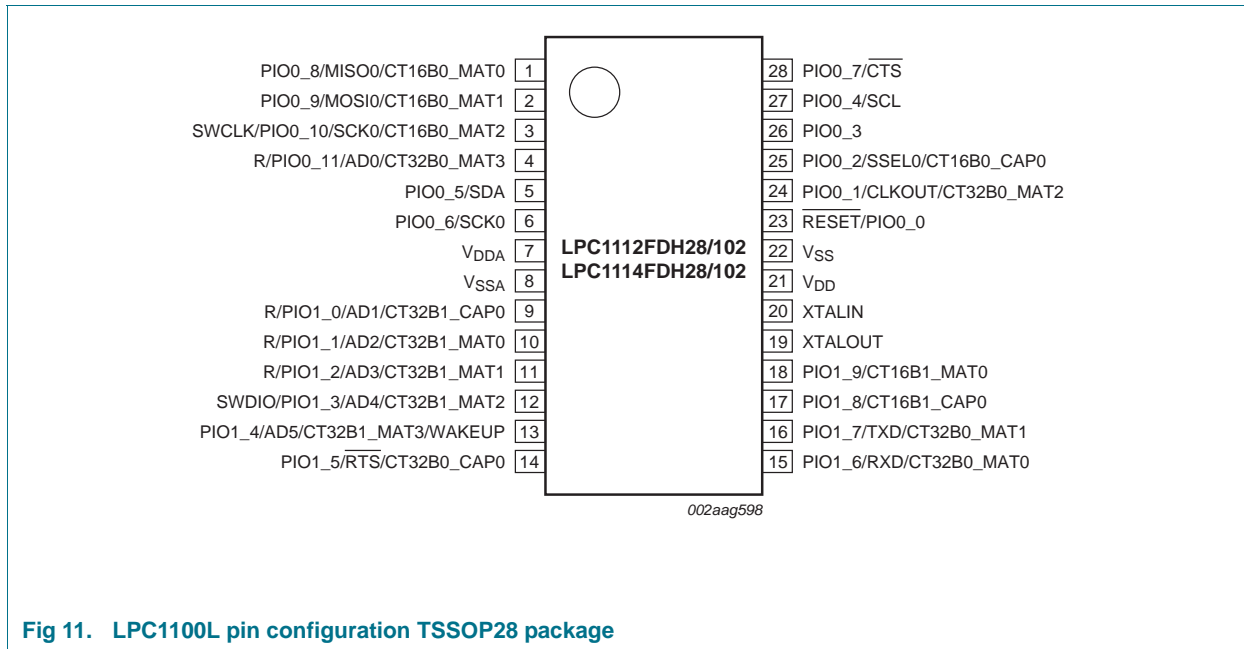 PIO0_8/MISO0/CT16B0_MAT0 1
PIO0_9/MOSI0/CT16B0_MAT1 2
SWCLK/PIO0_10/SCK0/CT16B0_MAT2 3
R/PIO0_11/AD0/CT32B0_MAT3 4
PIO0_5/SDA 5
PIO0_6/SCK0 6
VDDA 7
VSSA 8
R/PIO1_0/AD1/CT32B1_CAP0 9
R/PIO1_1/AD2/CT32B1_MAT0 10
R/PIO1_2/AD3/CT32B1_MAT1 11
SWDIO/PIO1_3/AD4/CT32B1_MAT2 12
PIO1_4/AD5/CT32B1_MAT3/WAKEUP 13
PIO1_5/RTS/CT32B0_CAP0 14
LPC1112FDH28/102
LPC1114FDH28/102
28 PIO0_7/CTS
27 PIO0_4/SCL
26 PIO0_3
25 PIO0_2/SSEL0/CT16B0_CAP0
24 PIO0_1/CLKOUT/CT32B0_MAT2
23 RESET/PIO0_0
22 VSS
21 VDD
20 XTALIN
19 XTALOUT
18 PIO1_9/CT16B1_MAT0
17 PIO1_8/CT16B1_CAP0
16 PIO1_7/TXD/CT32B0_MAT1
15 PIO1_6/RXD/CT32B0_MAT0
002aag598
Fig 11. LPC1100L pin configuration TSSOP28 package